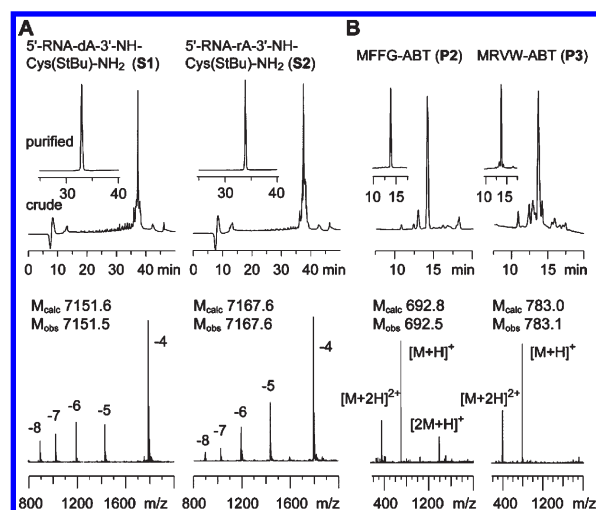 A
B
5'-RNA-dA-3'-NH-
Cys(StBu)-NH2 (S1)
5'-RNA-rA-3'-NH-
Cys(StBu)-NH2 (S2)
MFFG-ABT (P2)
MRVW-ABT (P3)
purified
30 40
30 40
10 15
10 15
crude
0 10 20 30 40 min
0 10 20 30 40 min
10 15 min
10 15 min
Mcalc 7151.6
Mobs 7151.5
Mcalc 7167.6
Mobs 7167.6
Mcalc 692.8
Mobs 692.5
Mcalc 783.0
Mobs 783.1
-4
-4
[M+H]+
[M+H]+
-8 -7 -6 -5
-8 -7 -6 -5
[M+2H]2+
[2M+H]+
[M+2H]2+
800 1200 1600 m/z
800 1200 1600 m/z
400 1200 m/z
400 1200 m/z